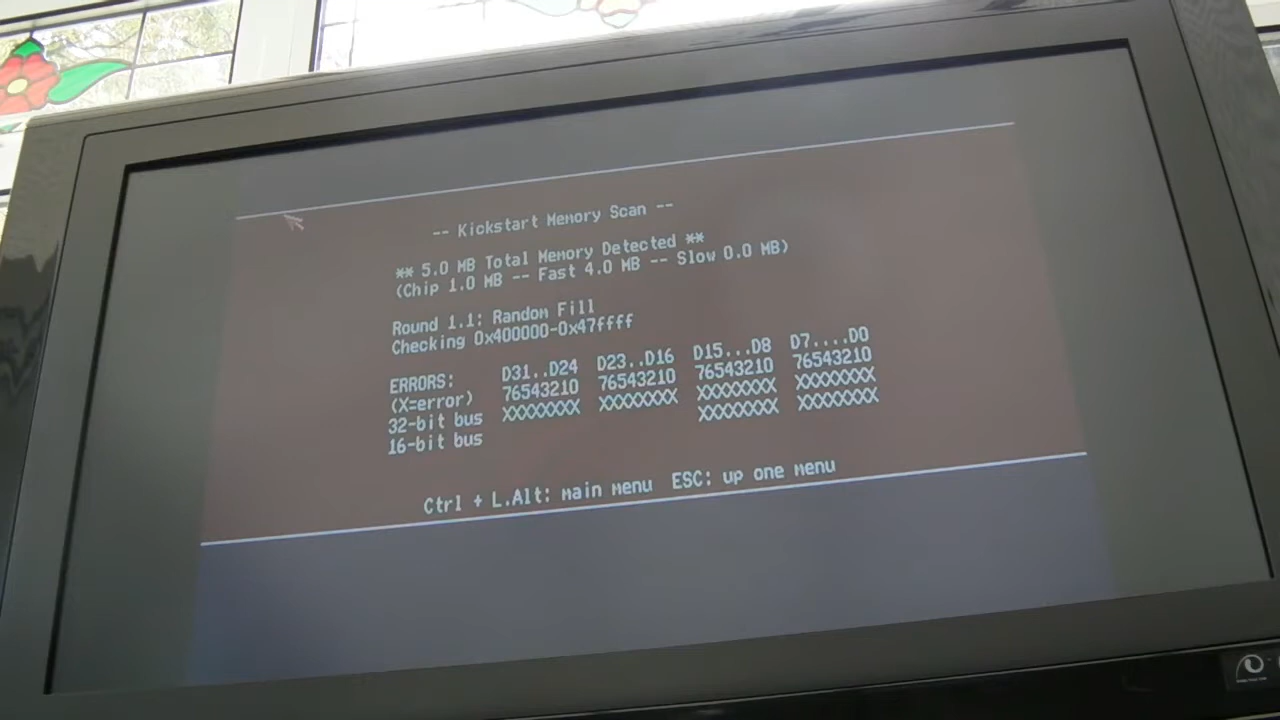 -- Kickstart Memory Scan --
** 5.0 MB Total Memory Detected **
(Chip 1.0 MB -- Fast 4.0 MB -- Slow 0.0 MB)
Round 1.1: Random Fill
Checking 0x400000-0x47ffff
ERRORS: D31..D24 D23..D16 D15...D8 D7....D0
(X=error) 76543210 76543210 76543210 76543210
32-bit bus XXXXXXXX XXXXXXXX XXXXXXXX XXXXXXXX
16-bit bus XXXXXXXX XXXXXXXX
Ctrl + L.Alt: main menu ESC: up one menu